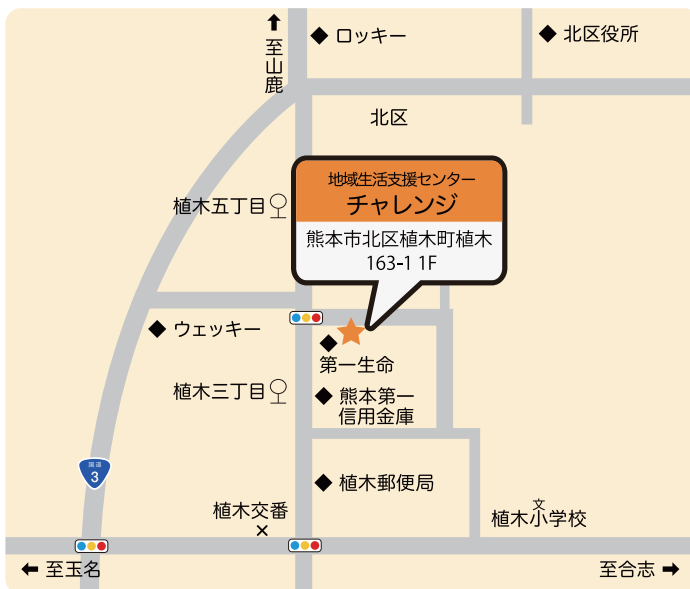 至山鹿
ロッキー
北区役所
北区
植木五丁目
地域生活支援センター
チャレンジ
熊本市北区植木町植木
163-1 1F
ウェッキー
第一生命
植木三丁目
熊本第一
信用金庫
国道
3
植木郵便局
植木交番
文
植木小学校
至玉名
至合志